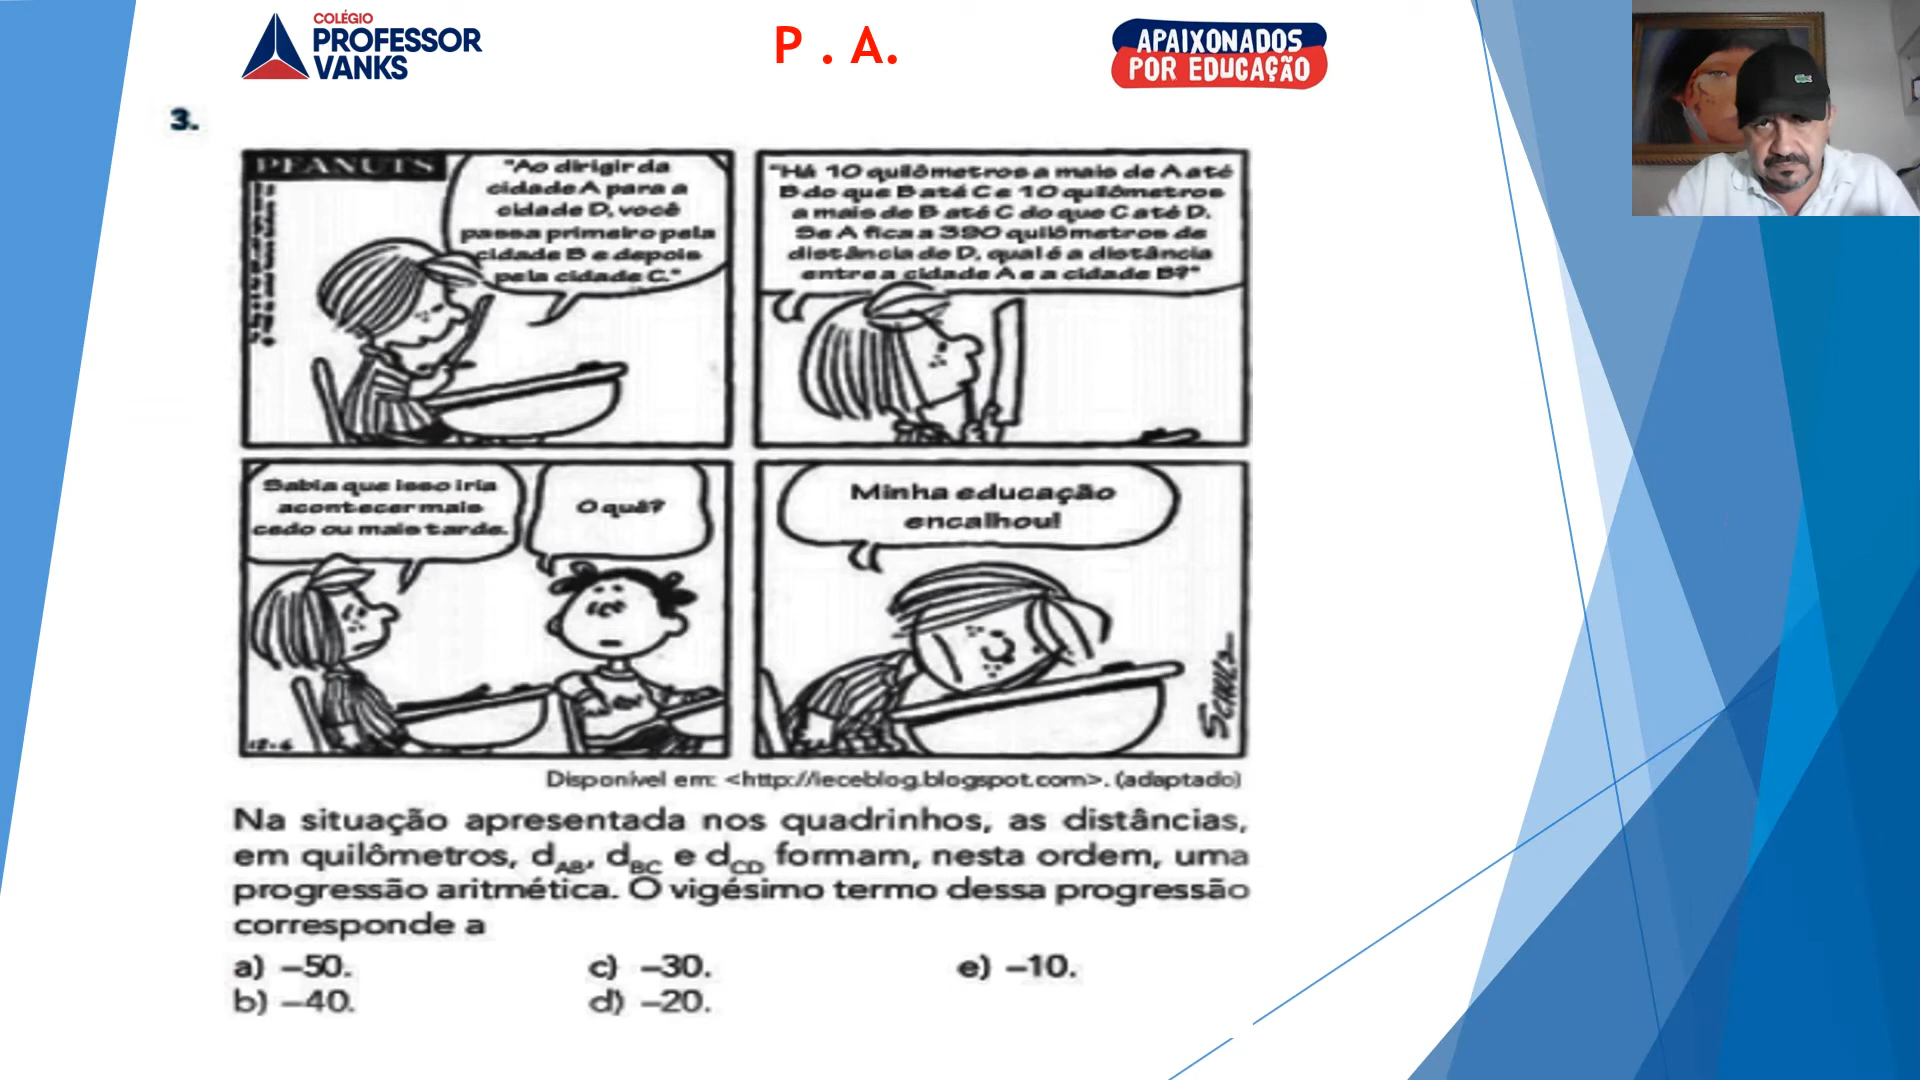 COLÉGIO
PROFESSOR
VANKS
P . A.
APAIXONADOS
POR EDUCAÇÃO
3.
PEANUTS
"Ao dirigir da
cidade A para a
cidade D, você
passa primeiro pela
cidade B e depois
pela cidade C."
"Há 10 quilômetros a mais de A até
B do que B até C e 10 quilômetros
a mais de B até C do que C até D.
Se A fica a 390 quilômetros de
distância de D, qual é a distância
entre a cidade A e a cidade B?"
Sabia que isso iria
acontecer mais
cedo ou mais tarde.
O quê?
Minha educação
encalhou!
SCHULZ
12-6
Disponível em: <http://ieceblog.blogspot.com>. (adaptado)
Na situação apresentada nos quadrinhos, as distâncias,
em quilômetros, dAB, dBC e dCD formam, nesta ordem, uma
progressão aritmética. O vigésimo termo dessa progressão
corresponde a
a) –50. c) –30. e) –10.
b) –40. d) –20.